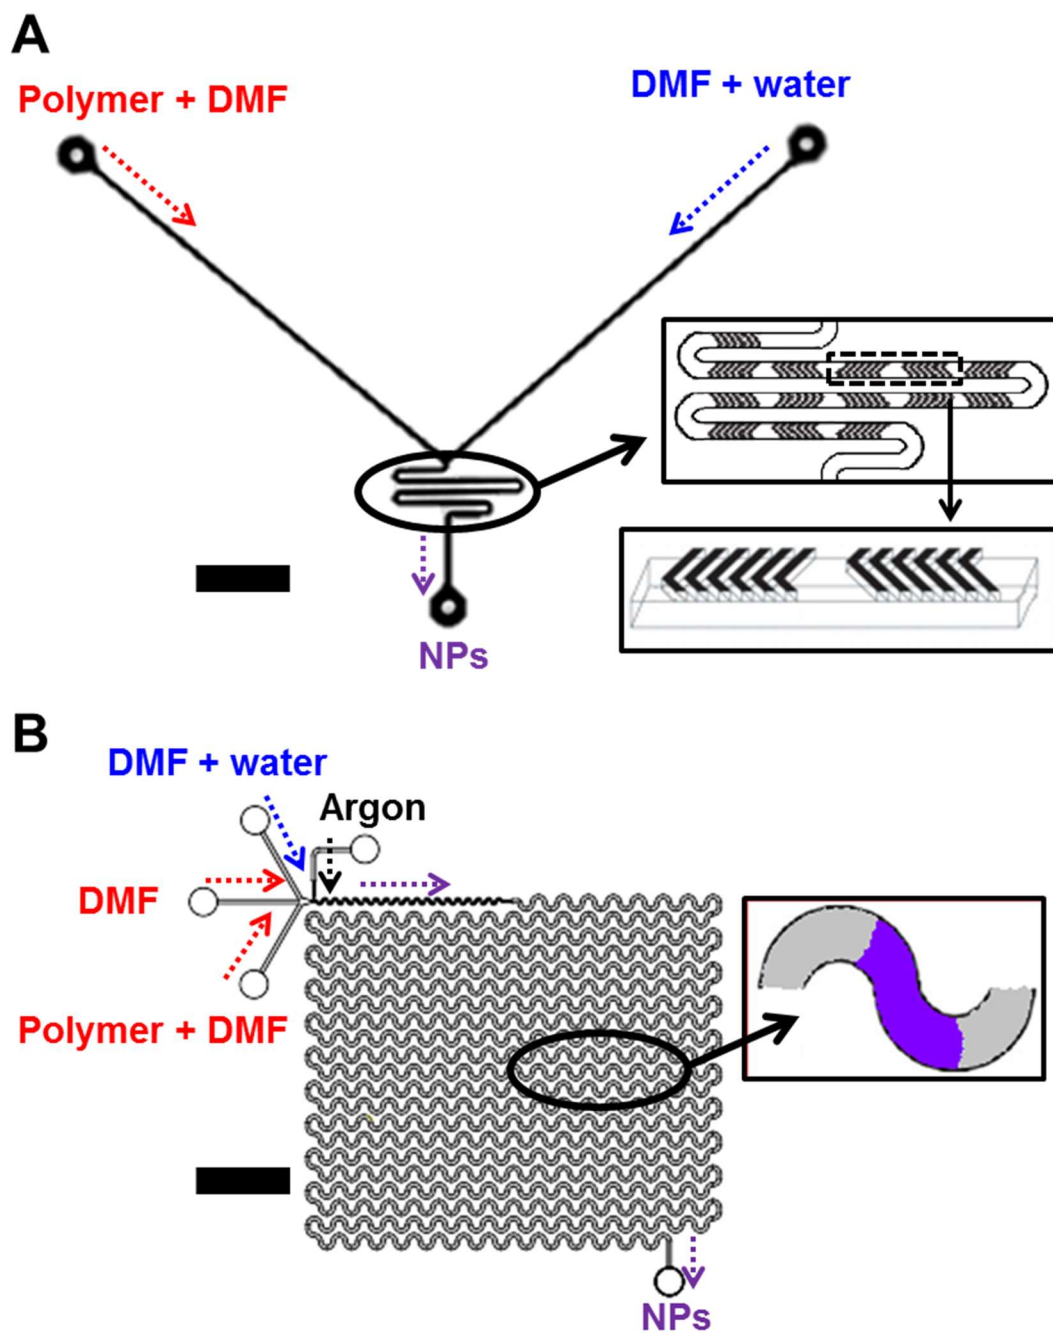 A
Polymer + DMF
DMF + water
NPs
B
DMF + water
Argon
DMF
Polymer + DMF
NPs